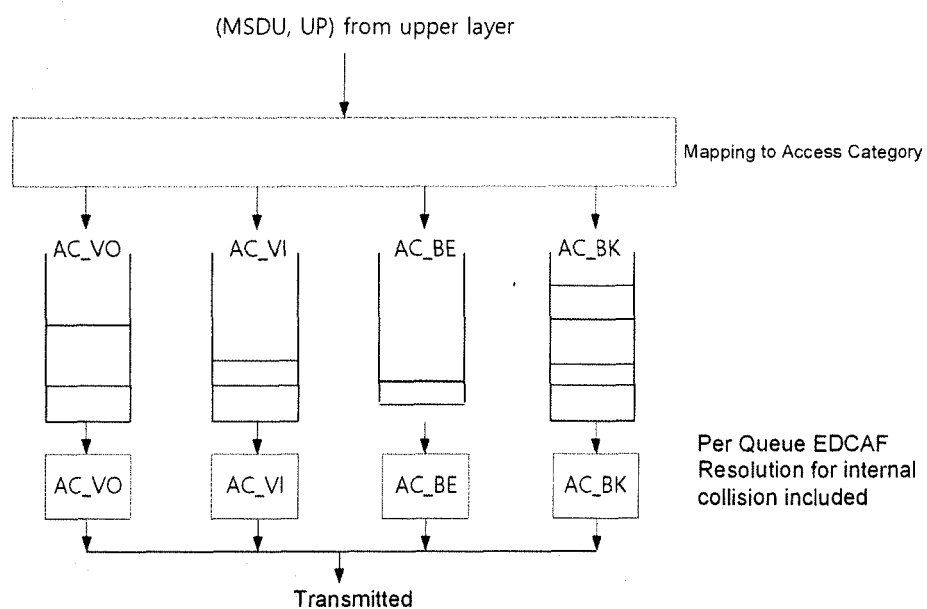 (MSDU, UP) from upper layer
Mapping to Access Category
AC_VO
AC_VI
AC_BE
AC_BK
Per Queue EDCAF
Resolution for internal
collision included
AC_VO
AC_VI
AC_BE
AC_BK
Transmitted